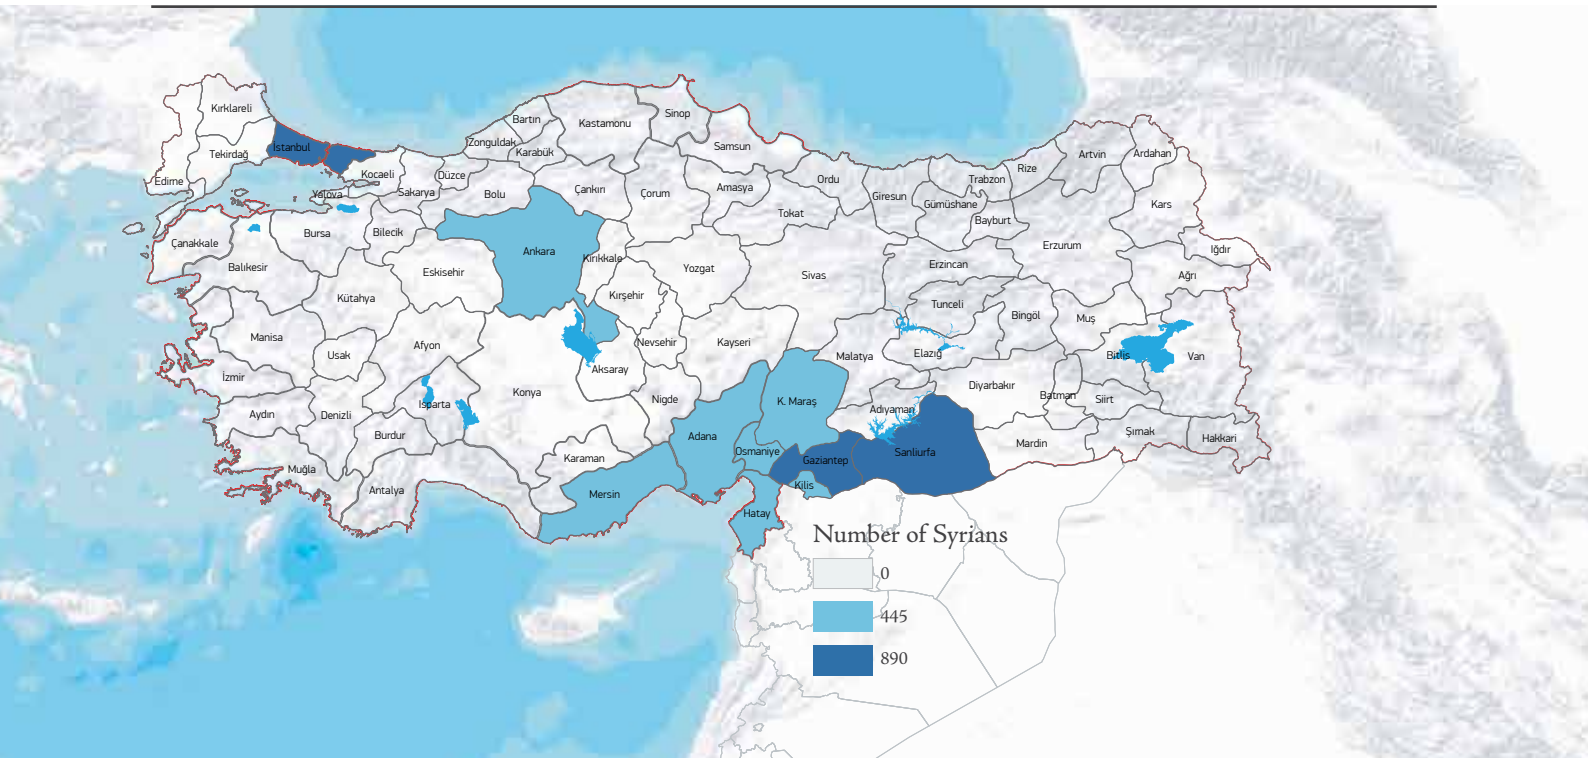 Kırklareli
Tekirdağ
Edirne
İstanbul
Kocaeli
Yalova
Sakarya
Düzce
Zonguldak
Bartın
Karabük
Kastamonu
Sinop
Samsun
Bolu
Çankırı
Çorum
Amasya
Ordu
Tokat
Giresun
Gümüshane
Trabzon
Bayburt
Rize
Artvin
Ardahan
Kars
Iğdır
Ağrı
Çanakkale
Balıkesir
Bursa
Bilecik
Eskisehir
Kütahya
Ankara
Kırıkkale
Kırşehir
Yozgat
Sivas
Erzincan
Erzurum
Tunceli
Bingöl
Muş
Bitlis
Van
Manisa
Usak
Afyon
İzmir
Aydın
Denizli
Isparta
Burdur
Muğla
Antalya
Konya
Aksaray
Nevsehir
Kayseri
Nigde
Karaman
Mersin
Adana
K. Maraş
Osmaniye
Hatay
Kilis
Gaziantep
Sanlıurfa
Adıyaman
Malatya
Elazığ
Diyarbakır
Batman
Siirt
Mardin
Şırnak
Hakkari
Number of Syrians
0
445
890